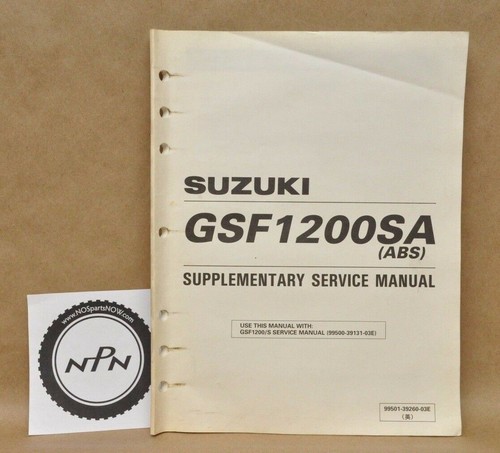 SUZUKI
GSF1200SA
(ABS)
SUPPLEMENTARY SERVICE MANUAL
USE THIS MANUAL WITH:
GSF1200/S SERVICE MANUAL (99500-39131-03E)
99501-39260-03E
(英)
www.NOSpartsNOW.com
NPN